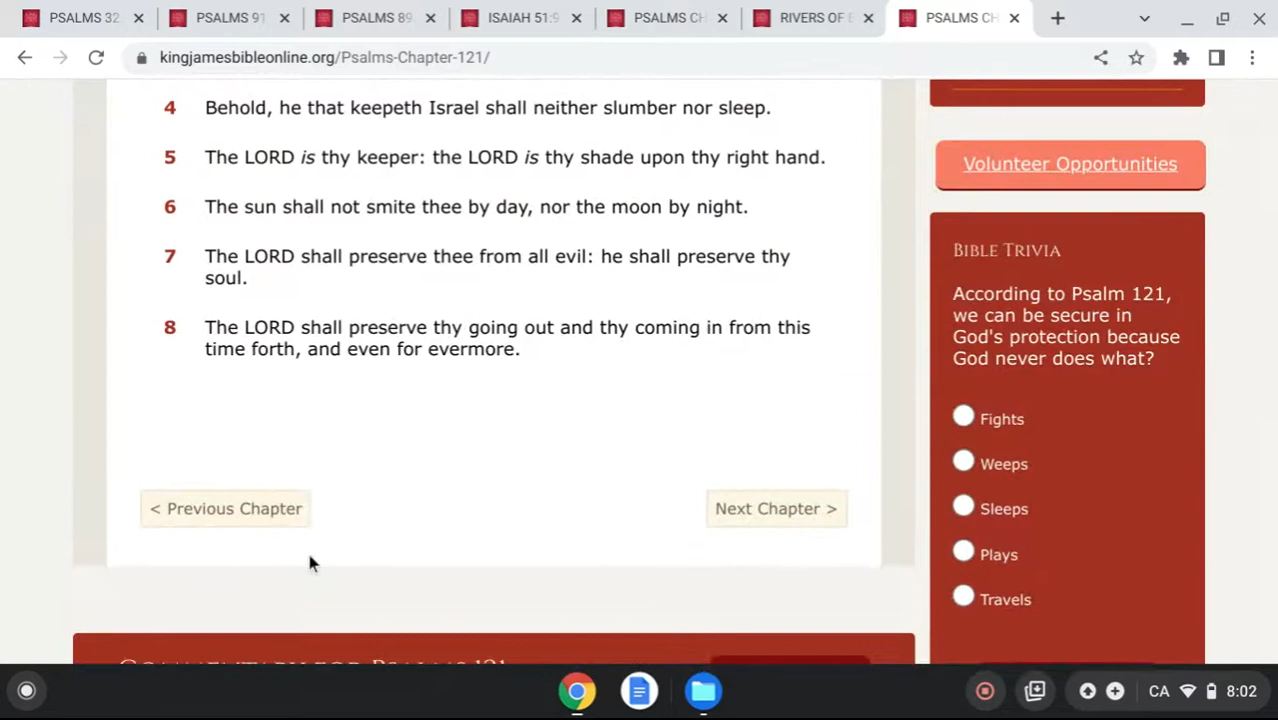 PSALMS 32
PSALMS 91
PSALMS 89
ISAIAH 51:9
PSALMS CH
RIVERS OF
PSALMS CH
kingjamesbibleonline.org/Psalms-Chapter-121/
4 Behold, he that keepeth Israel shall neither slumber nor sleep.
5 The LORD is thy keeper: the LORD is thy shade upon thy right hand.
6 The sun shall not smite thee by day, nor the moon by night.
7 The LORD shall preserve thee from all evil: he shall preserve thy
soul.
8 The LORD shall preserve thy going out and thy coming in from this
time forth, and even for evermore.
< Previous Chapter
Next Chapter >
COMMENTARY FOR PSALMS 121
Volunteer Opportunities
BIBLE TRIVIA
According to Psalm 121,
we can be secure in
God's protection because
God never does what?
Fights
Weeps
Sleeps
Plays
Travels
CA
8:02